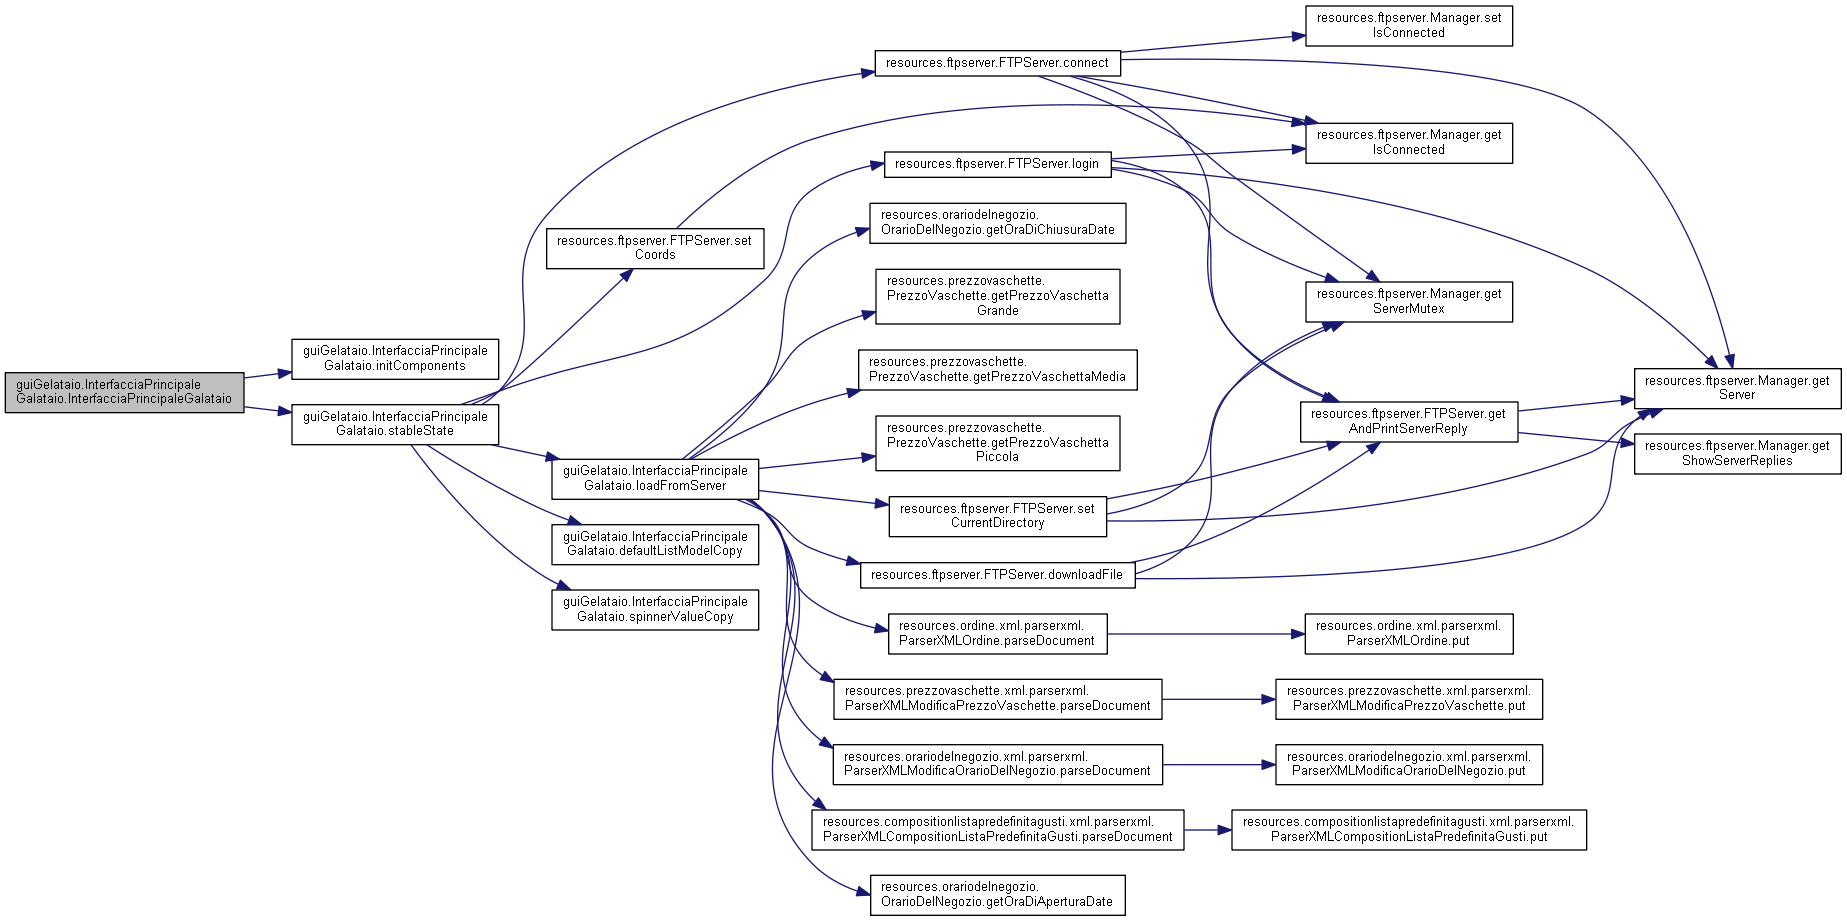 guiGelataio.InterfacciaPrincipale
Galataio.InterfacciaPrincipaleGalataio
guiGelataio.InterfacciaPrincipale
Galataio.initComponents
guiGelataio.InterfacciaPrincipale
Galataio.stableState
resources.ftpserver.FTPServer.set
Coords
guiGelataio.InterfacciaPrincipale
Galataio.loadFromServer
guiGelataio.InterfacciaPrincipale
Galataio.defaultListModelCopy
guiGelataio.InterfacciaPrincipale
Galataio.spinnerValueCopy
resources.ftpserver.FTPServer.connect
resources.ftpserver.FTPServer.login
resources.orariodelnegozio.
OrarioDelNegozio.getOraDiChiusuraDate
resources.prezzovaschette.
PrezzoVaschette.getPrezzoVaschetta
Grande
resources.prezzovaschette.
PrezzoVaschette.getPrezzoVaschettaMedia
resources.prezzovaschette.
PrezzoVaschette.getPrezzoVaschetta
Piccola
resources.ftpserver.FTPServer.set
CurrentDirectory
resources.ftpserver.FTPServer.downloadFile
resources.ordine.xml.parserxml.
ParserXMLOrdine.parseDocument
resources.prezzovaschette.xml.parserxml.
ParserXMLModificaPrezzoVaschette.parseDocument
resources.orariodelnegozio.xml.parserxml.
ParserXMLModificaOrarioDelNegozio.parseDocument
resources.compositionlistapredefinitagusti.xml.parserxml.
ParserXMLCompositionListaPredefinitaGusti.parseDocument
resources.orariodelnegozio.
OrarioDelNegozio.getOraDiAperturaDate
resources.ftpserver.Manager.set
IsConnected
resources.ftpserver.Manager.get
IsConnected
resources.ftpserver.Manager.get
ServerMutex
resources.ftpserver.FTPServer.get
AndPrintServerReply
resources.ordine.xml.parserxml.
ParserXMLOrdine.put
resources.prezzovaschette.xml.parserxml.
ParserXMLModificaPrezzoVaschette.put
resources.orariodelnegozio.xml.parserxml.
ParserXMLModificaOrarioDelNegozio.put
resources.compositionlistapredefinitagusti.xml.parserxml.
ParserXMLCompositionListaPredefinitaGusti.put
resources.ftpserver.Manager.get
Server
resources.ftpserver.Manager.get
ShowServerReplies